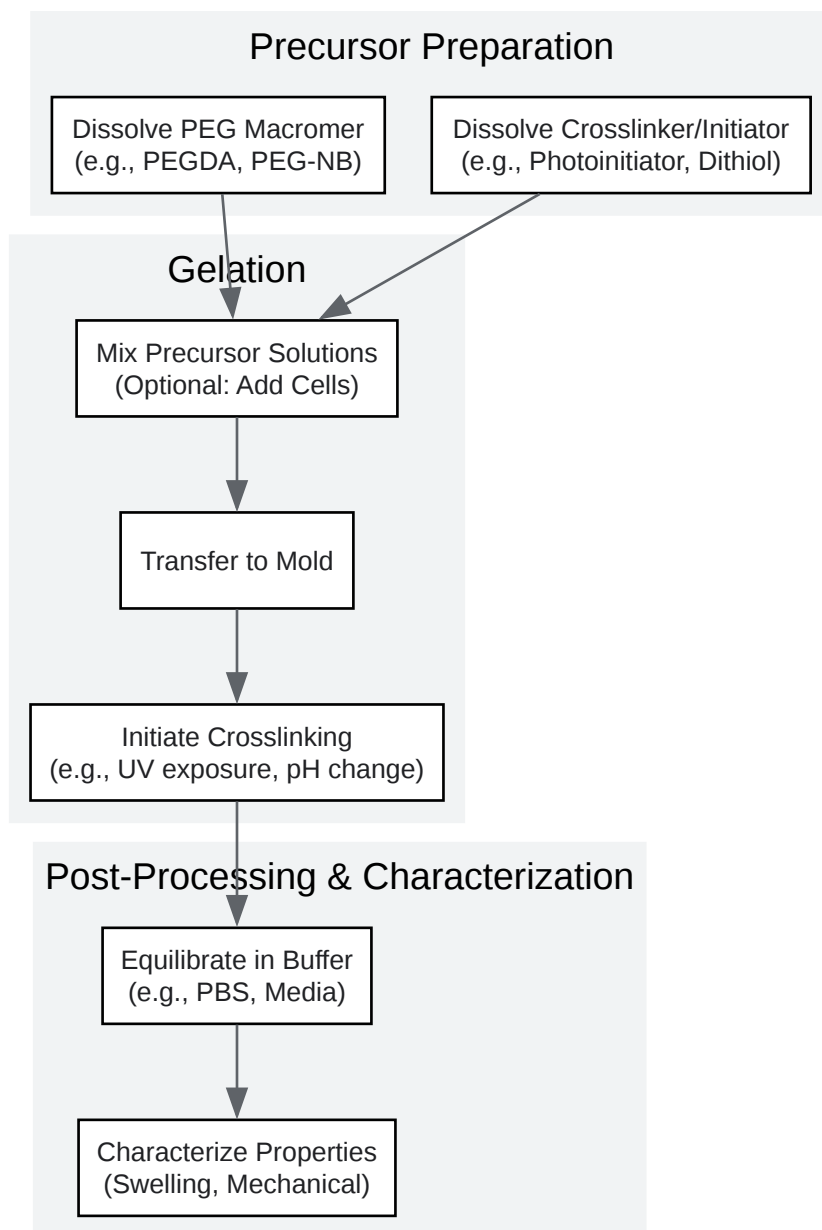 Precursor Preparation
Dissolve PEG Macromer
(e.g., PEGDA, PEG-NB)
Dissolve Crosslinker/Initiator
(e.g., Photoinitiator, Dithiol)
Gelation
Mix Precursor Solutions
(Optional: Add Cells)
Transfer to Mold
Initiate Crosslinking
(e.g., UV exposure, pH change)
Post-Processing & Characterization
Equilibrate in Buffer
(e.g., PBS, Media)
Characterize Properties
(Swelling, Mechanical)